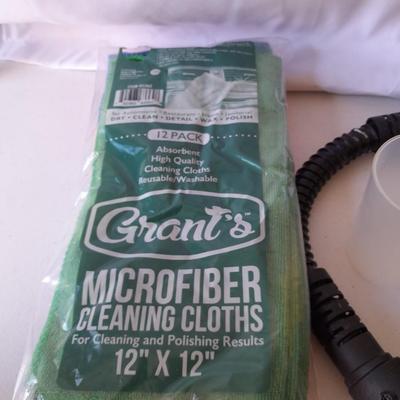 DRY • CLEAN • DETAIL • WAX • POLISH
12 PACK
Absorbent
High Quality
Cleaning Cloths
Reusable/Washable
Grant's™
MICROFIBER
CLEANING CLOTHS
For Cleaning and Polishing Results
12" X 12"